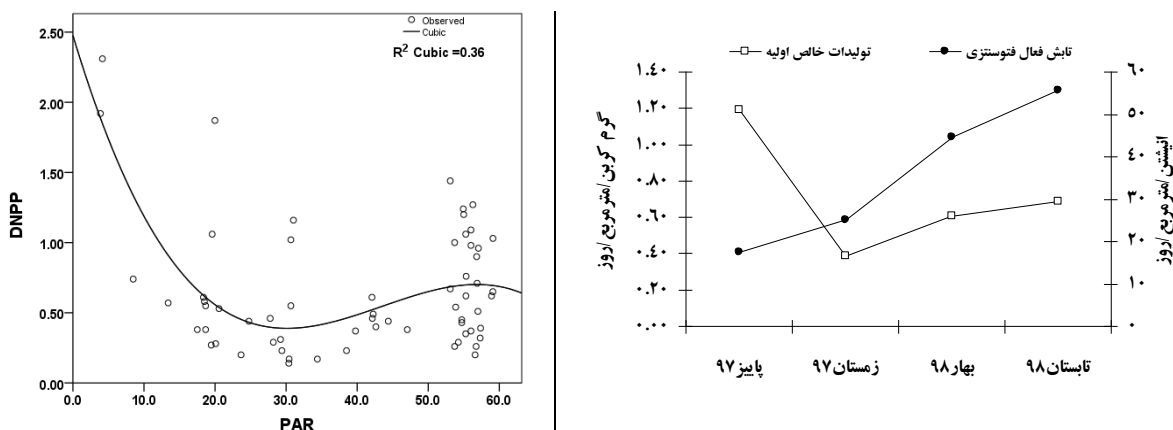 Observed
Cubic
R² Cubic =0.36
2.50
2.00
1.50
1.00
0.50
0.00
DNPP
0.0 10.0 20.0 30.0 40.0 50.0 60.0
PAR
تولیدات خالص اولیه تابش فعال فتوسنتزی
۱.۴۰
۱.۲۰
۱.۰۰
۰.۸۰
۰.۶۰
۰.۴۰
۰.۲۰
۰.۰۰
گرم کربن/مترمربع/روز
۶۰
۵۰
۴۰
۳۰
۲۰
۱۰
۰
انیشتن/مترمربع/روز
پاییز۹۷ زمستان۹۷ بهار۹۸ تابستان۹۸